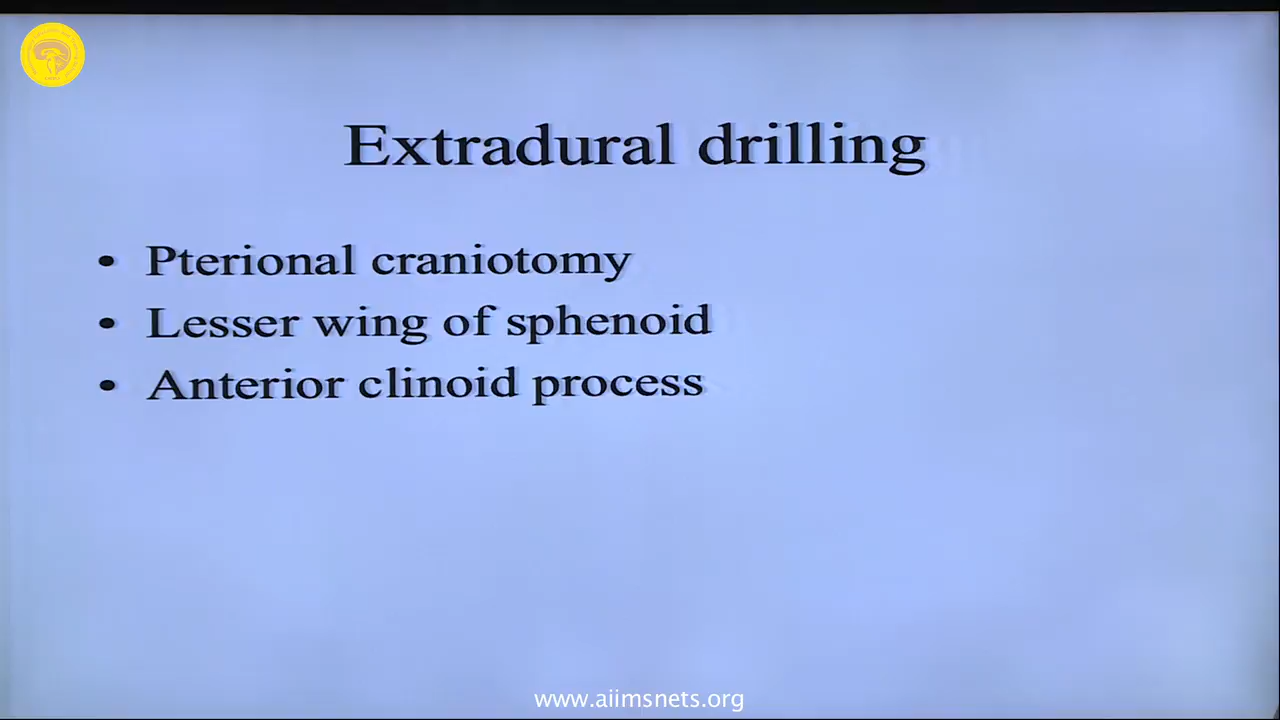 Extradural drilling
• Pterional craniotomy
• Lesser wing of sphenoid
• Anterior clinoid process
www.aiimsnets.org